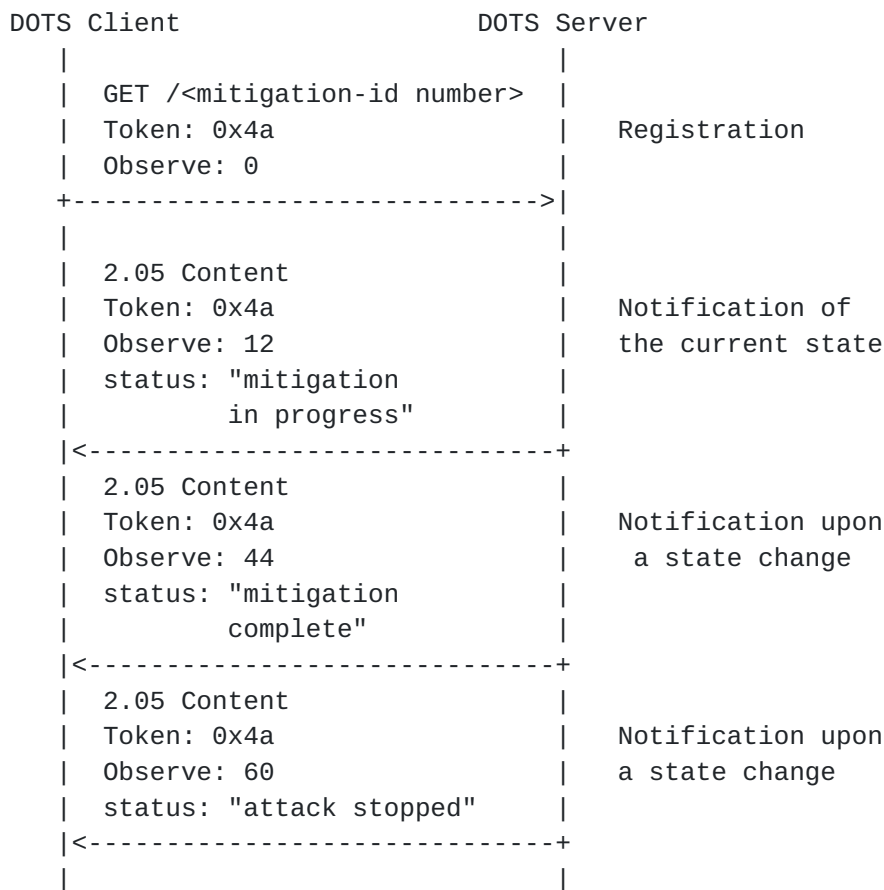 DOTS Client                   DOTS Server
   |                               |
   |  GET /<mitigation-id number>  |
   |  Token: 0x4a                  |   Registration
   |  Observe: 0                   |
   +------------------------------>|
   |                               |
   |  2.05 Content                 |
   |  Token: 0x4a                  |   Notification of
   |  Observe: 12                  |   the current state
   |  status: "mitigation          |
   |          in progress"         |
   |<------------------------------+
   |  2.05 Content                 |
   |  Token: 0x4a                  |   Notification upon
   |  Observe: 44                  |    a state change
   |  status: "mitigation          |
   |          complete"            |
   |<------------------------------+
   |  2.05 Content                 |
   |  Token: 0x4a                  |   Notification upon
   |  Observe: 60                  |   a state change
   |  status: "attack stopped"     |
   |<------------------------------+
   |                               |